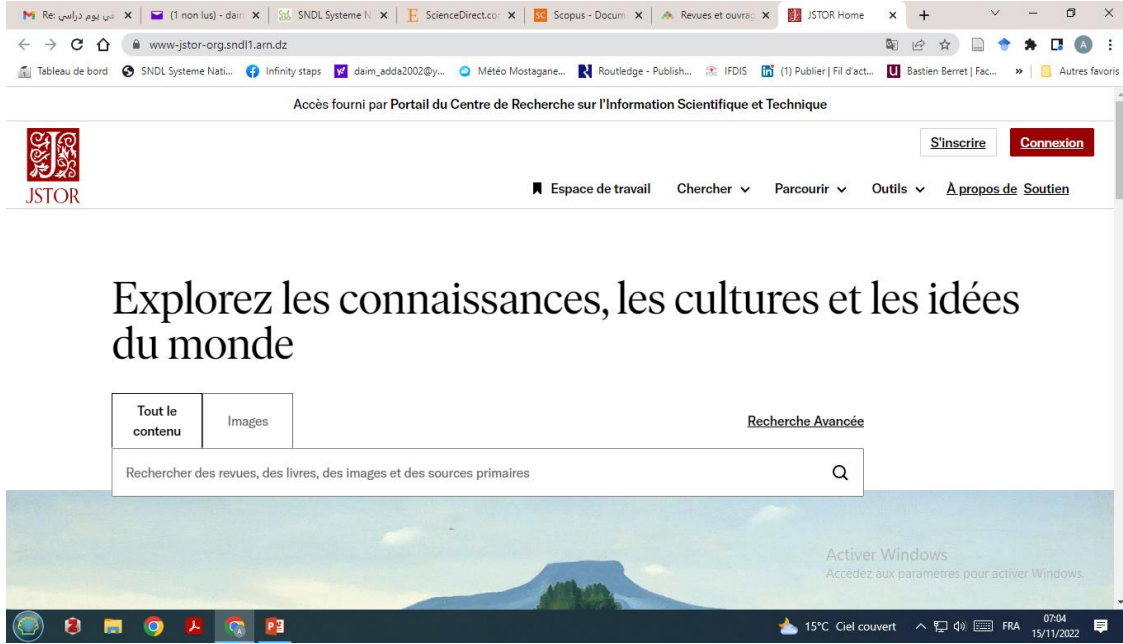 Re: في يوم دراسي
(1 non lus) - dain
SNDL Systeme N
ScienceDirect.co
Scopus - Docum
Revues et ouvrag
JSTOR Home
www-jstor-org.sndl1.arn.dz
Tableau de bord
SNDL Systeme Nati...
Infinity staps
daim_adda2002@y...
Météo Mostagane...
Routledge - Publish...
IFDIS
(1) Publier | Fil d'act...
Bastien Berret | Fac...
»
Autres favoris
Accès fourni par Portail du Centre de Recherche sur l'Information Scientifique et Technique
S'inscrire
Connexion
JSTOR
Espace de travail
Chercher
Parcourir
Outils
À propos de
Soutien
Explorez les connaissances, les cultures et les idées
du monde
Tout le
contenu
Images
Recherche Avancée
Rechercher des revues, des livres, des images et des sources primaires
Activer Windows
Accédez aux paramètres pour activer Windows.
15°C Ciel couvert
FRA
07:04
15/11/2022